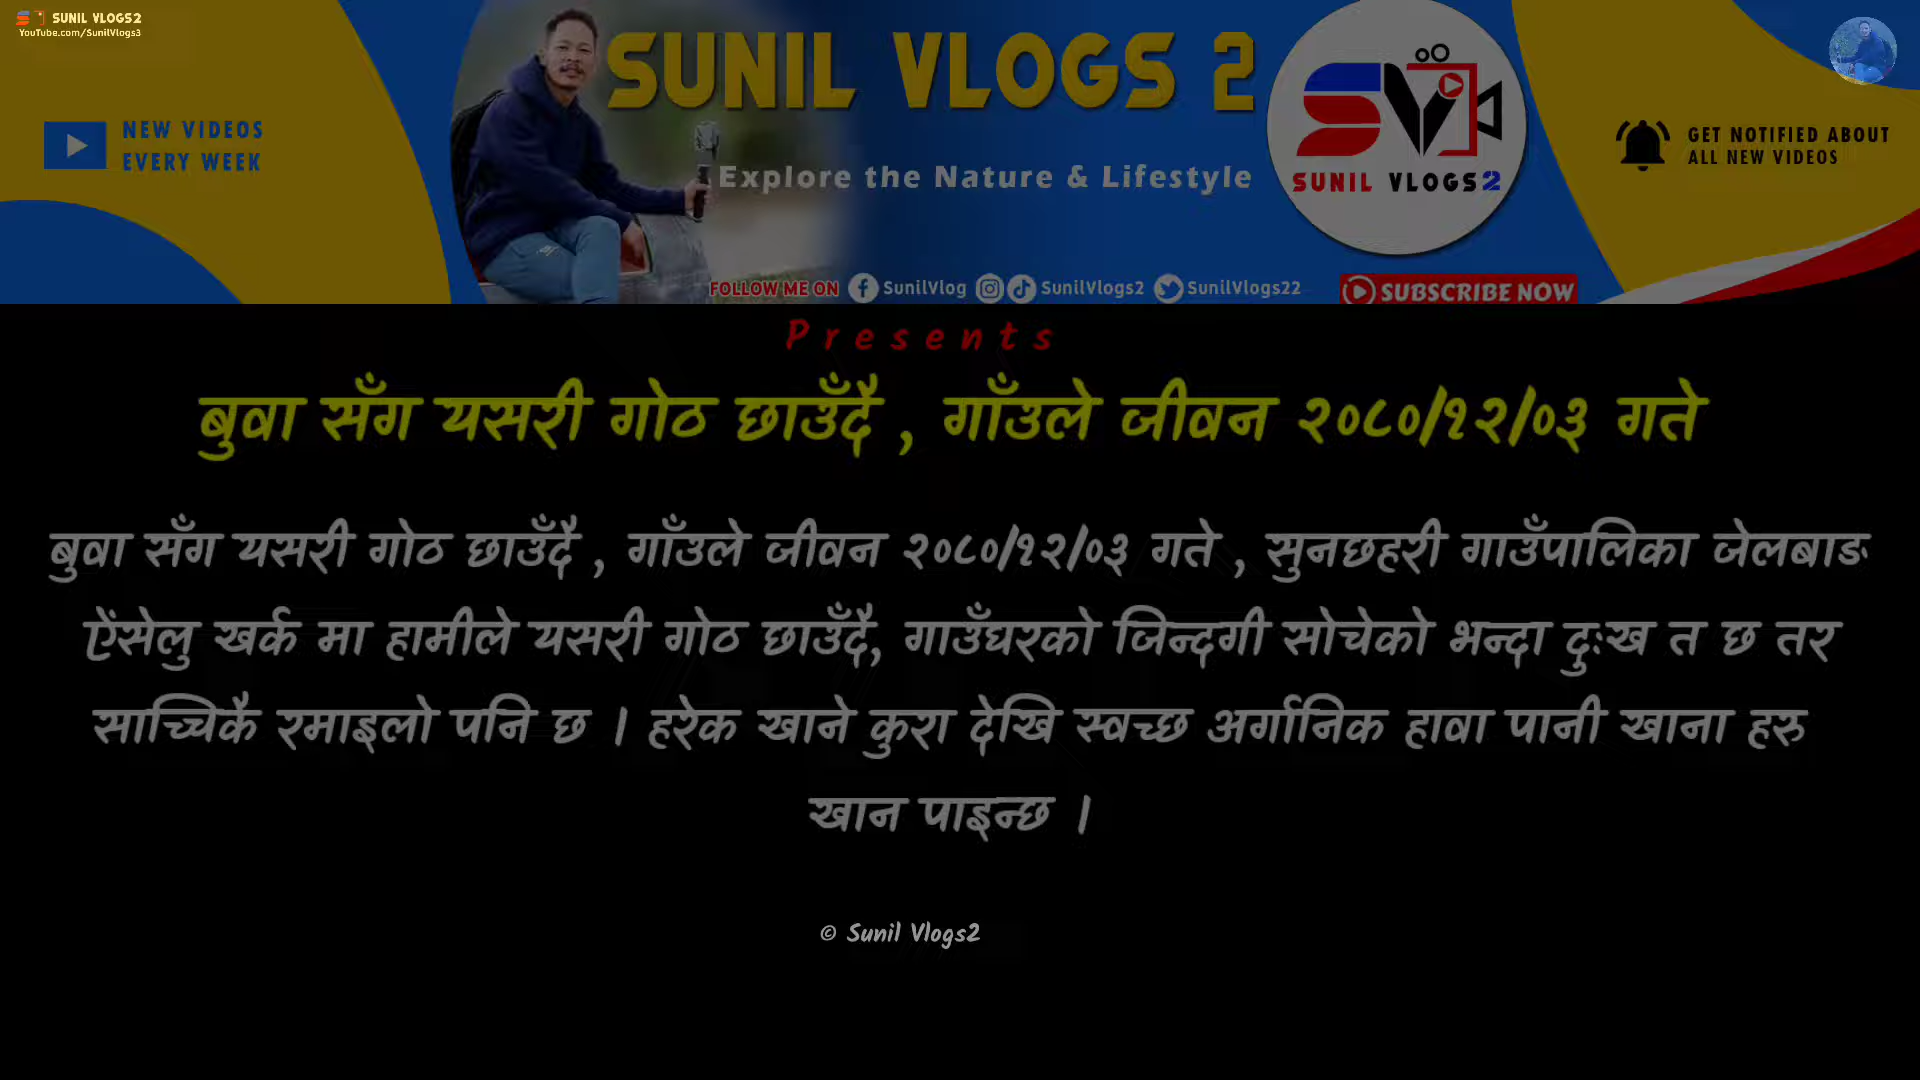 SUNIL VLOGS2
YouTube.com/SunilVlogs3
NEW VIDEOS
EVERY WEEK
SUNIL VLOGS 2
Explore the Nature & Lifestyle
SUNIL VLOGS2
GET NOTIFIED ABOUT
ALL NEW VIDEOS
FOLLOW ME ON SunilVlog SunilVlogs2 SunilVlogs22
SUBSCRIBE NOW
Presents
बुवा सँग यसरी गोठ छाउँदै , गाँउले जीवन २०८०/१२/०३ गते
बुवा सँग यसरी गोठ छाउँदै , गाँउले जीवन २०८०/१२/०३ गते , सुनछहरी गाउँपालिका जेलबाङ
ऐंसेलु खर्क मा हामीले यसरी गोठ छाउँदै, गाउँघरको जिन्दगी सोचेको भन्दा दुःख त छ तर
साच्चिकै रमाइलो पनि छ । हरेक खाने कुरा देखि स्वच्छ अर्गानिक हावा पानी खाना हरु
खान पाइन्छ ।
© Sunil Vlogs2